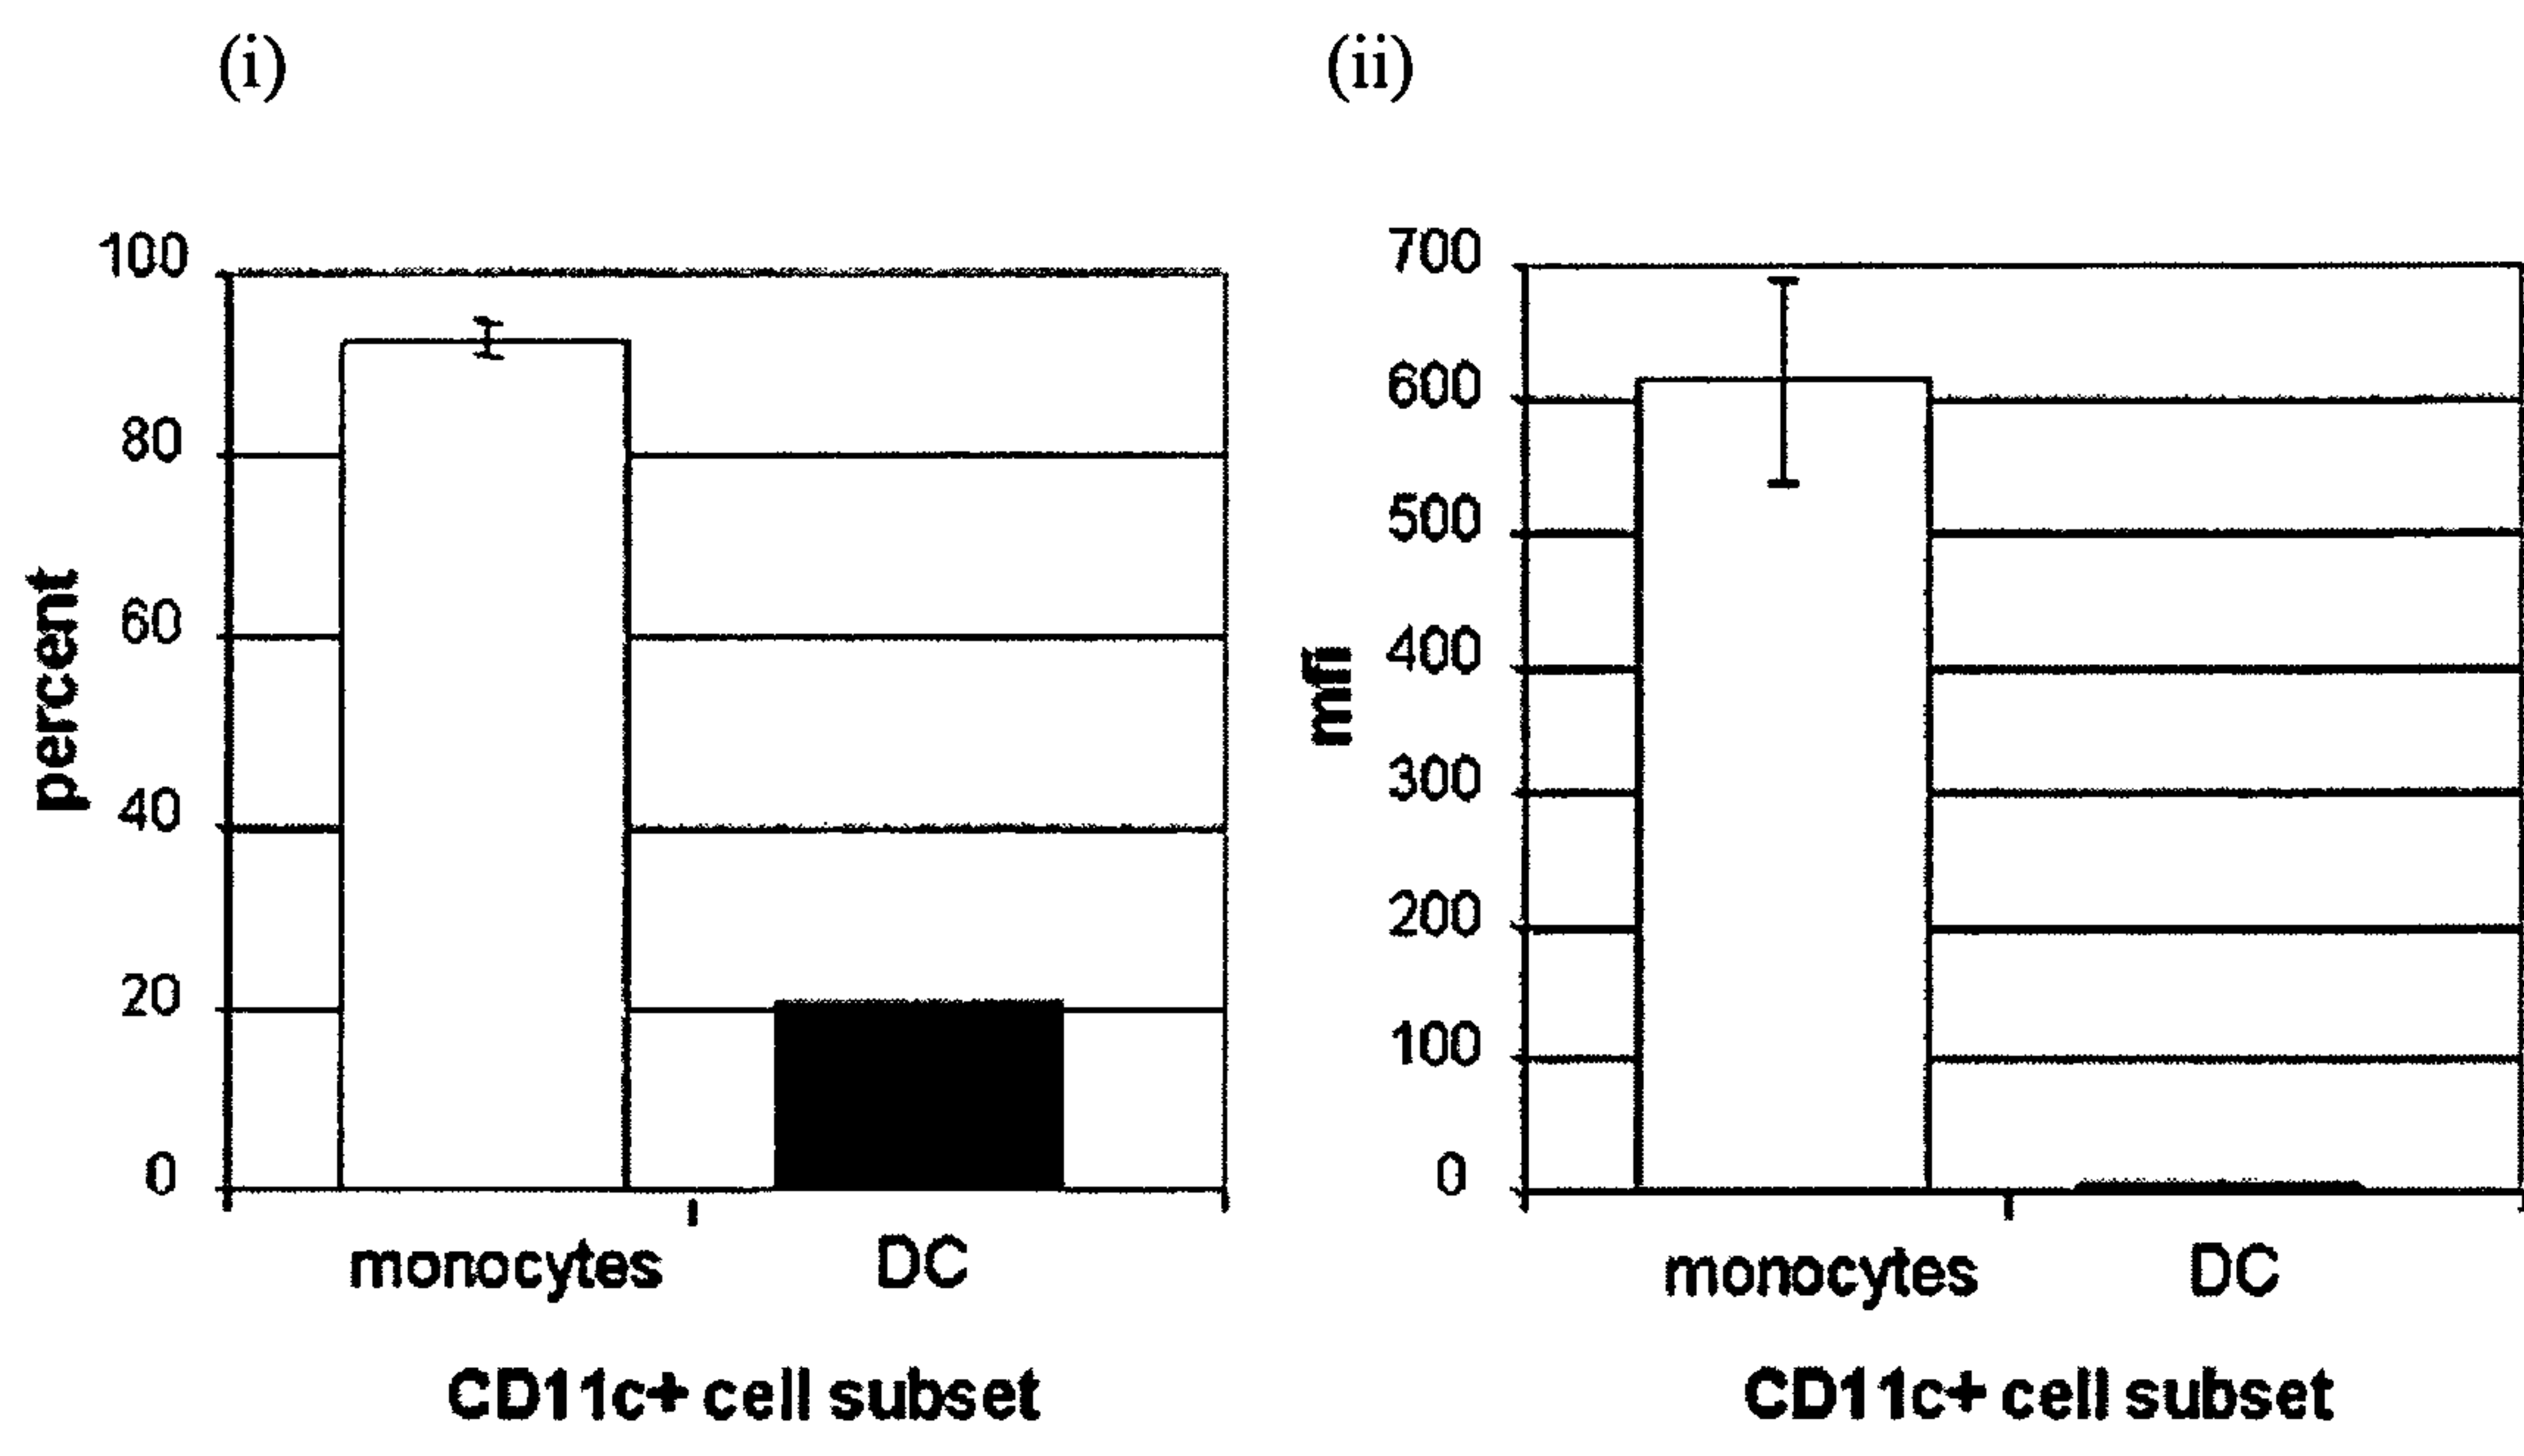 (i)
100
80
60
40
20
0
percent
monocytes DC
CD11c+ cell subset
(ii)
700
600
500
400
300
200
100
0
mfi
monocytes DC
CD11c+ cell subset